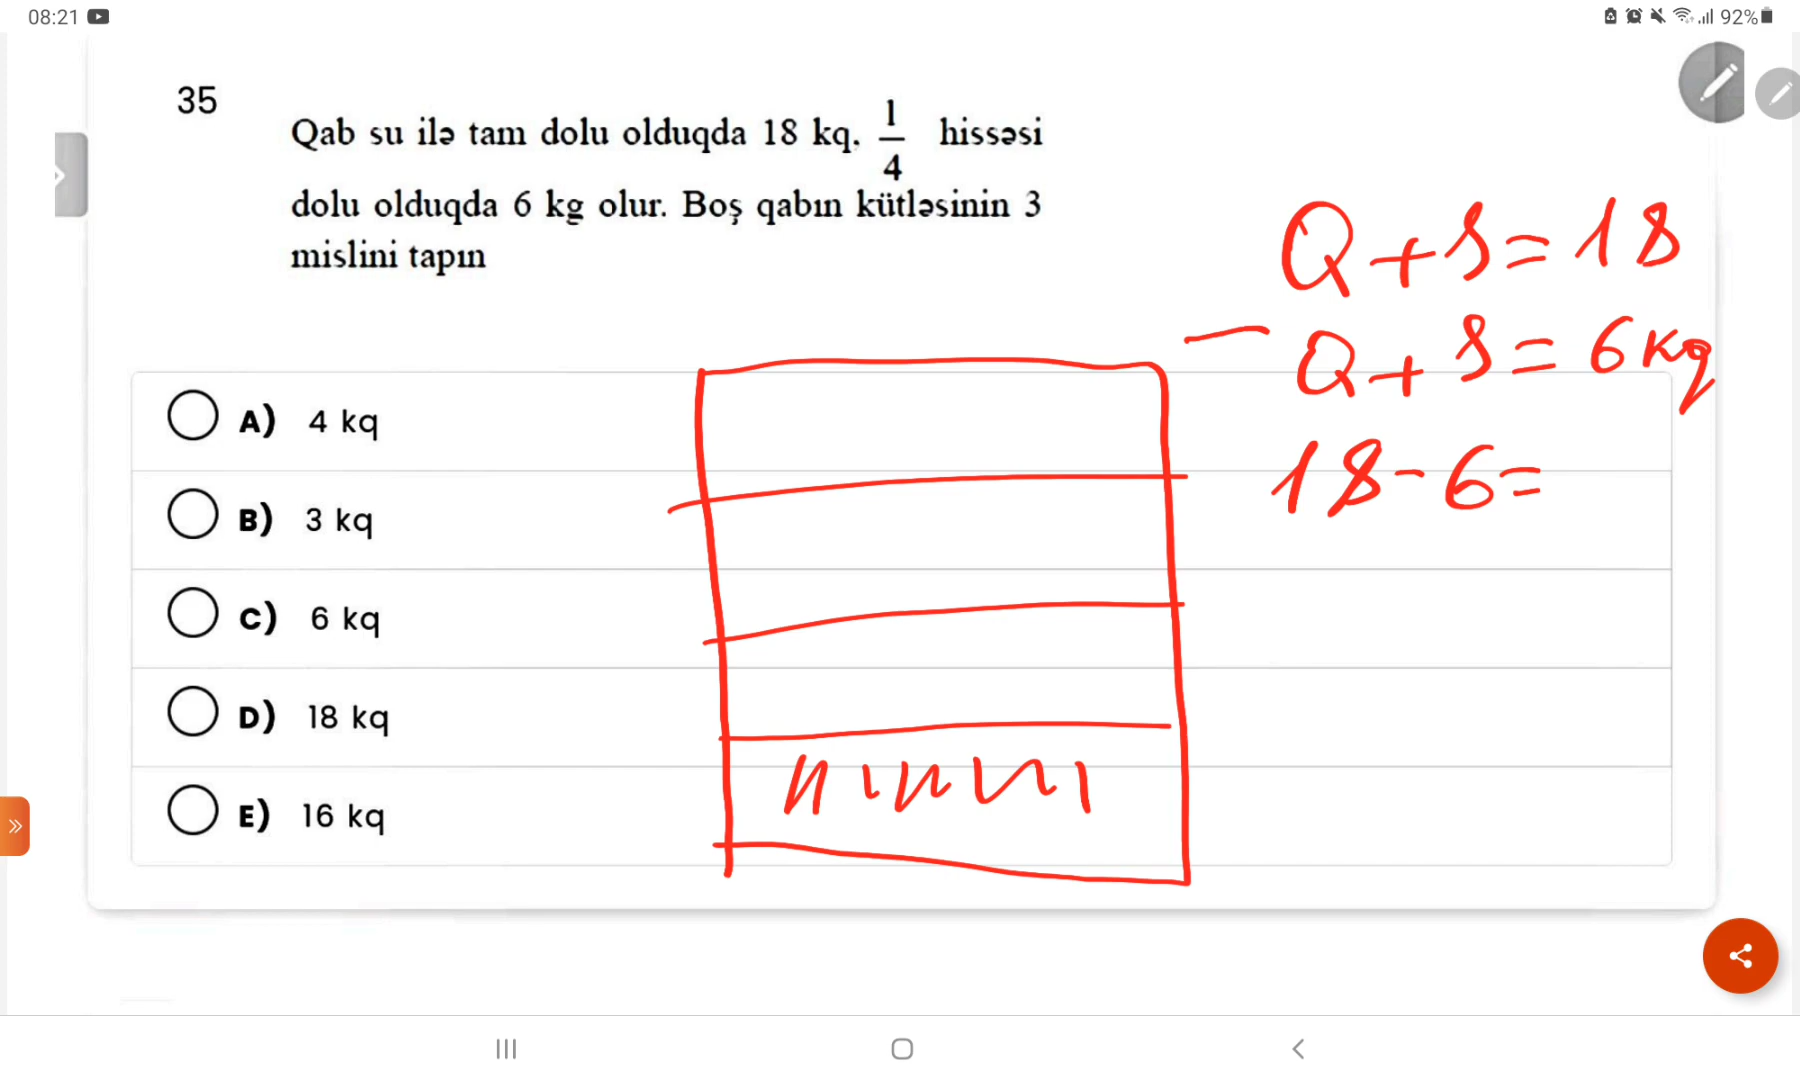 08:21
92%
35
Qab su ilə tam dolu olduqda 18 kq, 1/4 hissəsi
dolu olduqda 6 kg olur. Boş qabın kütləsinin 3
mislini tapın
Q+S=18
- Q+S=6kq
18-6=
A) 4 kq
B) 3 kq
C) 6 kq
D) 18 kq
E) 16 kq